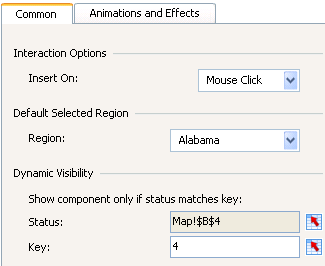 Common Animations and Effects
Interaction Options
Insert On: Mouse Click
Default Selected Region
Region: Alabama
Dynamic Visibility
Show component only if status matches key:
Status: Map!$B$4
Key: 4